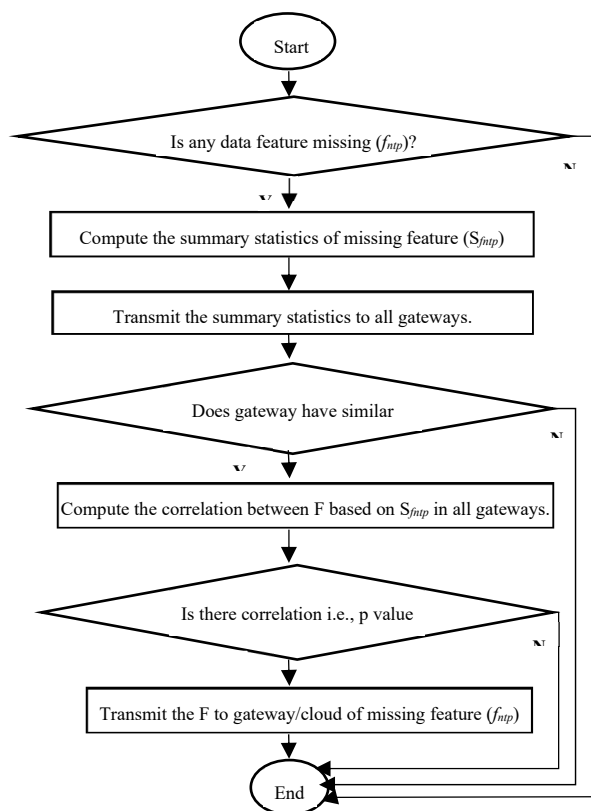 Start
Is any data feature missing (fntp)?
N
Y
Compute the summary statistics of missing feature (Sfntp)
Transmit the summary statistics to all gateways.
Does gateway have similar
N
Y
Compute the correlation between F based on Sfntp in all gateways.
Is there correlation i.e., p value
N
Transmit the F to gateway/cloud of missing feature (fntp)
End